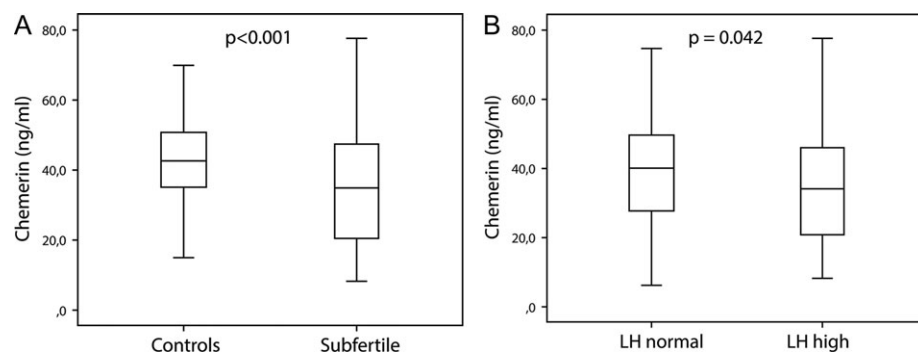 A
p<0.001
Chemerin (ng/ml)
80,0
60,0
40,0
20,0
,0
Controls Subfertile
B
p = 0.042
Chemerin (ng/ml)
80,0
60,0
40,0
20,0
,0
LH normal LH high